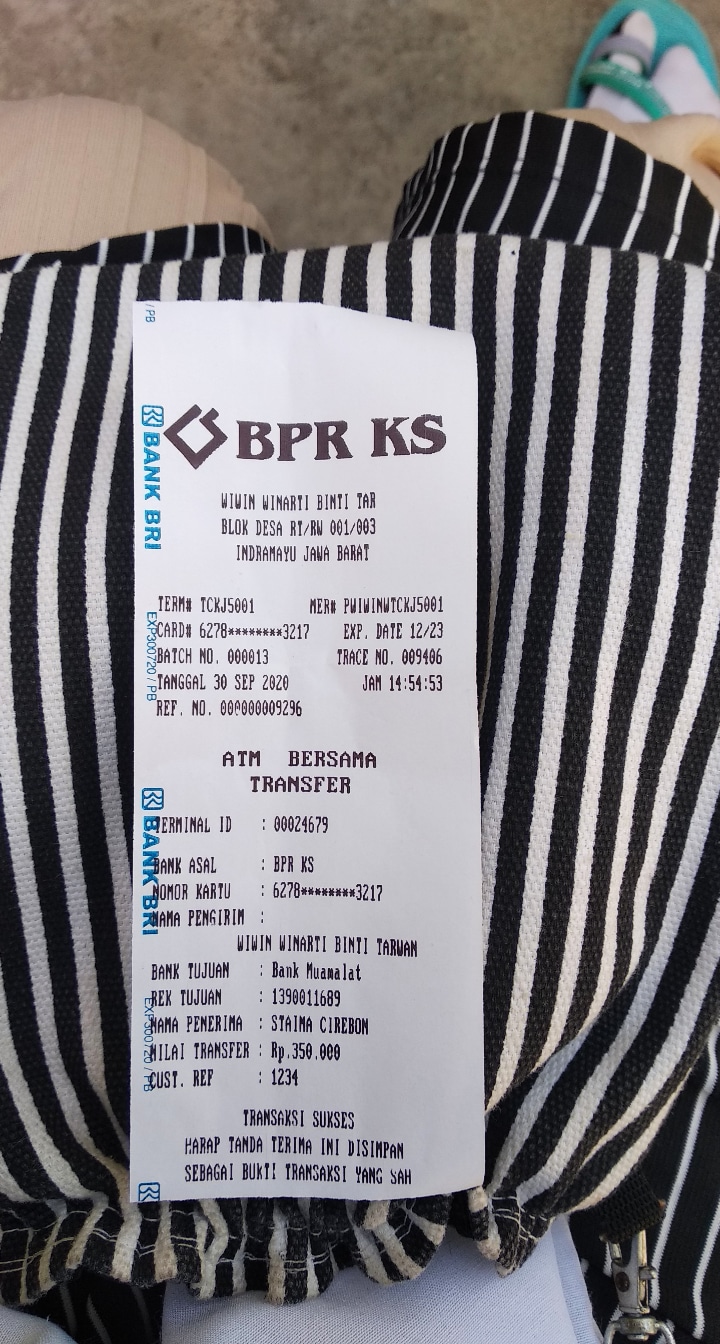 BPR KS
WIWIN WINARTI BINTI TAR
BLOK DESA RT/RW 001/003
INDRAMAYU JAWA BARAT
TERM# TCKJ5001 MER# PWIWINWTCKJ5001
CARD# 6278********3217 EXP. DATE 12/23
BATCH NO. 000013 TRACE NO. 009406
TANGGAL 30 SEP 2020 JAM 14:54:53
REF. NO. 000000009296
ATM BERSAMA
TRANSFER
TERMINAL ID : 00024679
BANK ASAL : BPR KS
NOMOR KARTU : 6278********3217
NAMA PENGIRIM :
WIWIN WINARTI BINTI TARWAN
BANK TUJUAN : Bank Muamalat
REK TUJUAN : 1390011689
NAMA PENERIMA : STAIMA CIREBON
NILAI TRANSFER : Rp.350.000
CUST. REF : 1234
TRANSAKSI SUKSES
HARAP TANDA TERIMA INI DISIMPAN
SEBAGAI BUKTI TRANSAKSI YANG SAH
/ PB
BANK BRI
EXP300720 / PB
BANK BRI
EXP300720 / PB